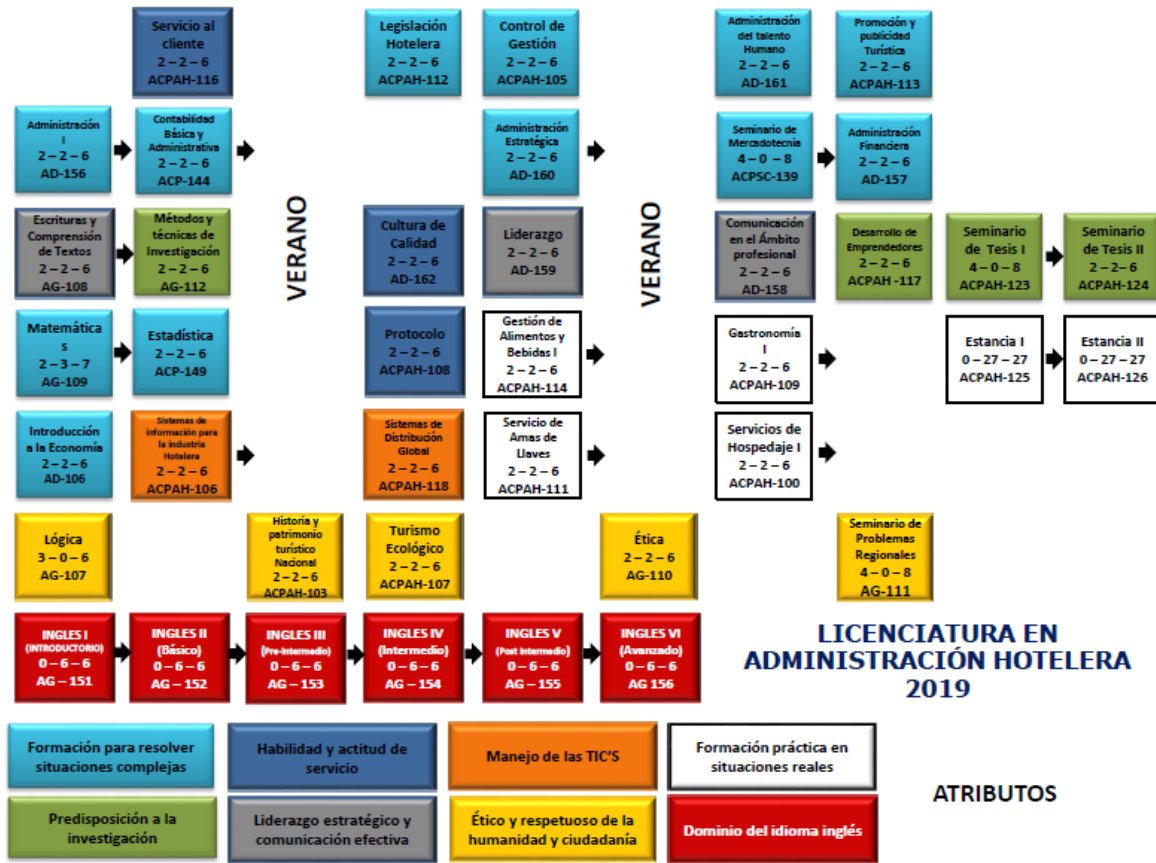 Servicio al
cliente
2 – 2 – 6
ACPAH-116
Legislación
Hotelera
2 – 2 – 6
ACPAH-112
Control de
Gestión
2 – 2 – 6
ACPAH-105
Administración
del talento
Humano
2 – 2 – 6
AD-161
Promoción y
publicidad
Turística
2 – 2 – 6
ACPAH-113
Administración
I
2 – 2 – 6
AD-156
Contabilidad
Básica y
Administrativa
2 – 2 – 6
ACP-144
Administración
Estratégica
2 – 2 – 6
AD-160
Seminario de
Mercadotecnia
4 – 0 – 8
ACPSC-139
Administración
Financiera
2 – 2 – 6
AD-157
VERANO
VERANO
Escrituras y
Comprensión
de Textos
2 – 2 – 6
AG-108
Métodos y
técnicas de
Investigación
2 – 2 – 6
AG-112
Cultura de
Calidad
2 – 2 – 6
AD-162
Liderazgo
2 – 2 – 6
AD-159
Comunicación
en el Ámbito
profesional
2 – 2 – 6
AD-158
Desarrollo de
Emprendedores
2 – 2 – 6
ACPAH -117
Seminario
de Tesis I
4 – 0 – 8
ACPAH-123
Seminario
de Tesis II
2 – 2 – 6
ACPAH-124
Matemática
s
2 – 3 – 7
AG-109
Estadística
2 – 2 – 6
ACP-149
Protocolo
2 – 2 – 6
ACPAH-108
Gestión de
Alimentos y
Bebidas I
2 – 2 – 6
ACPAH-114
Gastronomía
I
2 – 2 – 6
ACPAH-109
Estancia I
0 – 27 – 27
ACPAH-125
Estancia II
0 – 27 – 27
ACPAH-126
Introducción
a la Economía
2 – 2 – 6
AD-106
Sistemas de
información para
la industria
Hotelera
2 – 2 – 6
ACPAH-106
Sistemas de
Distribución
Global
2 – 2 – 6
ACPAH-118
Servicio de
Amas de
Llaves
2 – 2 – 6
ACPAH-111
Servicios de
Hospedaje I
2 – 2 – 6
ACPAH-100
Lógica
3 – 0 – 6
AG-107
Historia y
patrimonio
turístico
Nacional
2 – 2 – 6
ACPAH-103
Turismo
Ecológico
2 – 2 – 6
ACPAH-107
Ética
2 – 2 – 6
AG-110
Seminario de
Problemas
Regionales
4 – 0 – 8
AG-111
INGLES I
(INTRODUCTORIO)
0 – 6 – 6
AG – 151
INGLES II
(Básico)
0 – 6 – 6
AG – 152
INGLES III
(Pre-intermedio)
0 – 6 – 6
AG – 153
INGLES IV
(Intermedio)
0 – 6 – 6
AG – 154
INGLES V
(Post Intermedio)
0 – 6 – 6
AG – 155
INGLES VI
(Avanzado)
0 – 6 – 6
AG 156
LICENCIATURA EN
ADMINISTRACIÓN HOTELERA
2019
Formación para resolver
situaciones complejas
Habilidad y actitud de
servicio
Manejo de las TIC'S
Formación práctica en
situaciones reales
Predisposición a la
investigación
Liderazgo estratégico y
comunicación efectiva
Ético y respetuoso de la
humanidad y ciudadanía
Dominio del idioma inglés
ATRIBUTOS